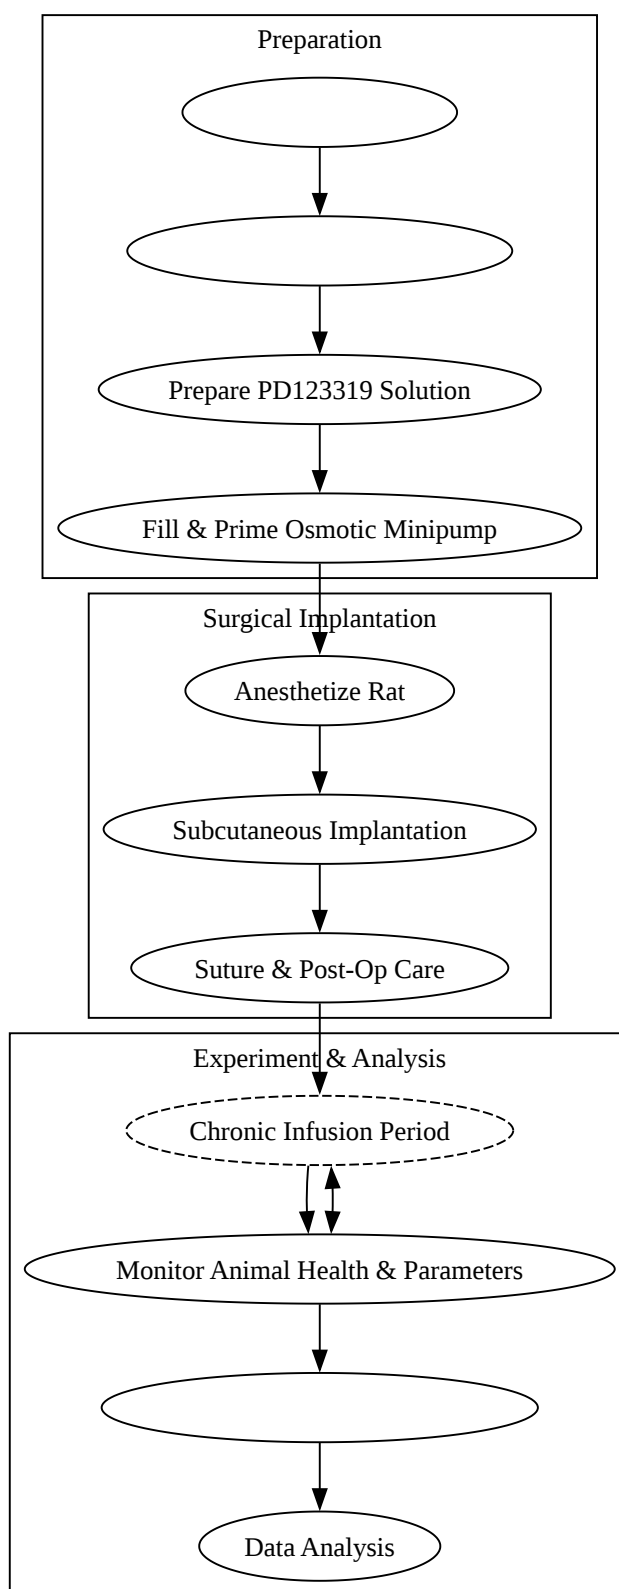 Preparation
Prepare PD123319 Solution
Fill & Prime Osmotic Minipump
Surgical Implantation
Anesthetize Rat
Subcutaneous Implantation
Suture & Post-Op Care
Experiment & Analysis
Chronic Infusion Period
Monitor Animal Health & Parameters
Data Analysis